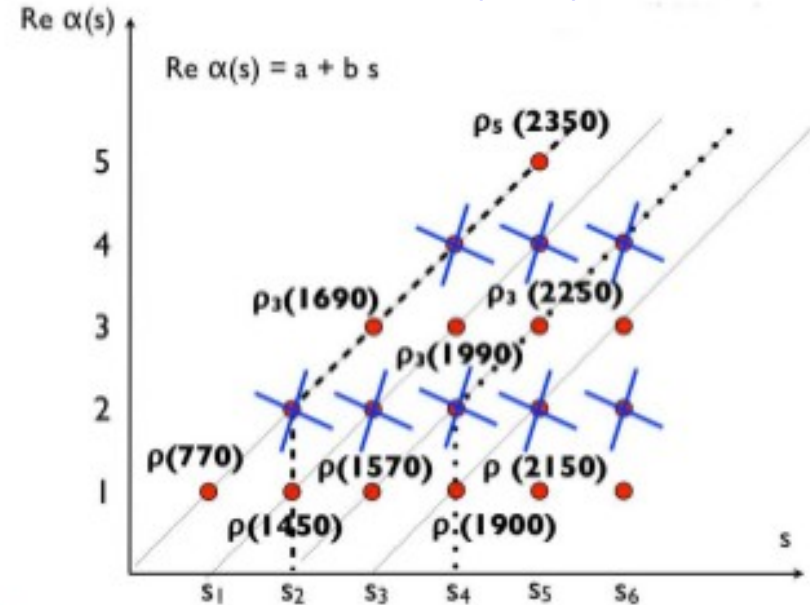 Re α(s)
Re α(s) = a + b s
ρ₅ (2350)
5
4
ρ₃(1690)
ρ₃ (2250)
3
ρ₃(1990)
2
ρ(770)
ρ(1570)
ρ (2150)
1
ρ(1450)
ρ (1900)
s
s₁ s₂ s₃ s₄ s₅ s₆